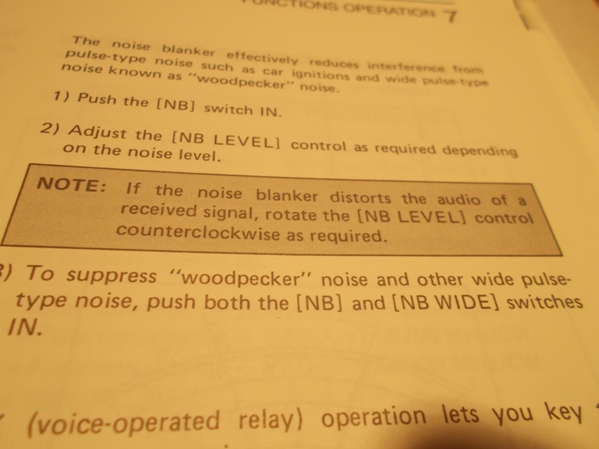 FUNCTIONS OPERATION 7
The noise blanker effectively reduces interference from
pulse-type noise such as car ignitions and wide pulse-type
noise known as "woodpecker" noise.
1) Push the [NB] switch IN.
2) Adjust the [NB LEVEL] control as required depending
on the noise level.
NOTE: If the noise blanker distorts the audio of a
received signal, rotate the [NB LEVEL] control
counterclockwise as required.
3) To suppress "woodpecker" noise and other wide pulse-
type noise, push both the [NB] and [NB WIDE] switches
IN.
(voice-operated relay) operation lets you key